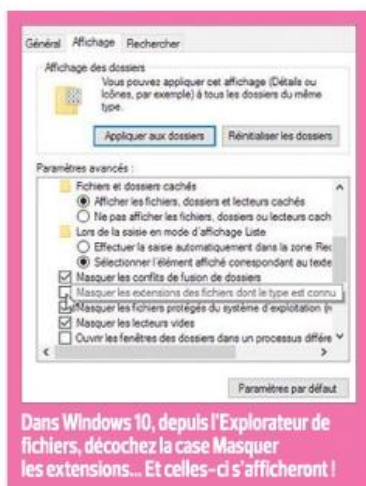 Général Affichage Rechercher
Affichage des dossiers
Vous pouvez appliquer cet affichage (Détails ou
Icônes, par exemple) à tous les dossiers du même
type.
Appliquer aux dossiers Réinitialiser les dossiers
Paramètres avancés :
Fichiers et dossiers cachés
Afficher les fichiers, dossiers et lecteurs cachés
Ne pas afficher les fichiers, dossiers ou lecteurs cach
Lors de la saisie en mode d'affichage Liste
Effectuer la saisie automatiquement dans la zone Rec
Sélectionner l'élément affiché correspondant au texte
Masquer les conflits de fusion de dossiers
Masquer les extensions des fichiers dont le type est connu
Masquer les fichiers protégés du système d'exploitation (r
Masquer les lecteurs vides
Ouvrir les fenêtres des dossiers dans un processus différe
Paramètres par défaut
Dans Windows 10, depuis l'Explorateur de
fichiers, décochez la case Masquer
les extensions... Et celles-ci s'afficheront !